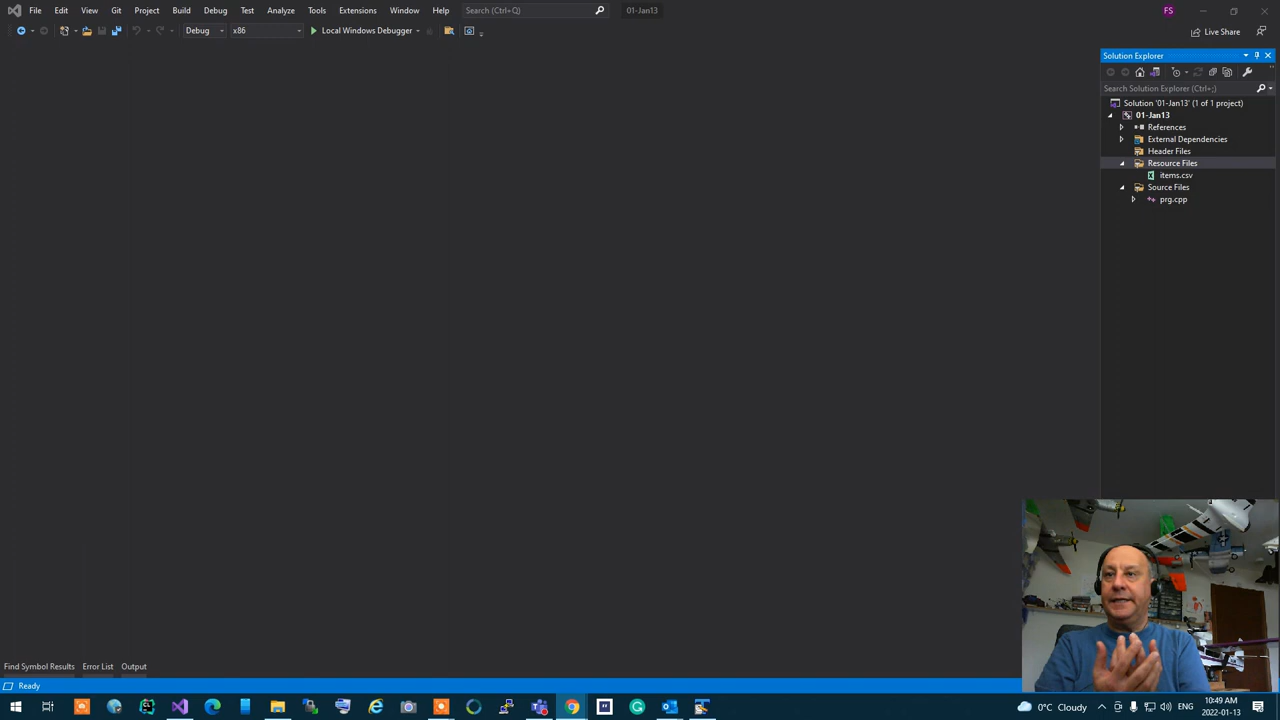 File Edit View Git Project Build Debug Test Analyze Tools Extensions Window Help Search (Ctrl+Q) 01-Jan13 FS
Debug x86 Local Windows Debugger Live Share
Solution Explorer
Search Solution Explorer (Ctrl+;)
Solution '01-Jan13' (1 of 1 project)
01-Jan13
References
External Dependencies
Header Files
Resource Files
items.csv
Source Files
prg.cpp
Find Symbol Results Error List Output
Ready
0°C Cloudy ENG 10:49 AM
2022-01-13